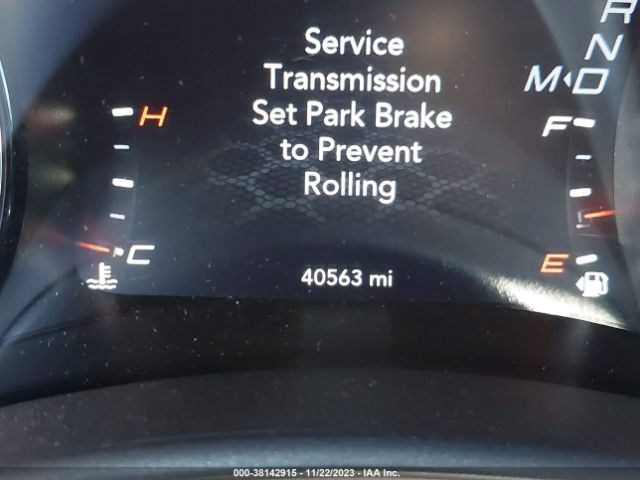 Service
Transmission
Set Park Brake
to Prevent
Rolling
R
N
M D
H
F
C
E
40563 mi
000-38142915 - 11/22/2023 - IAA Inc.